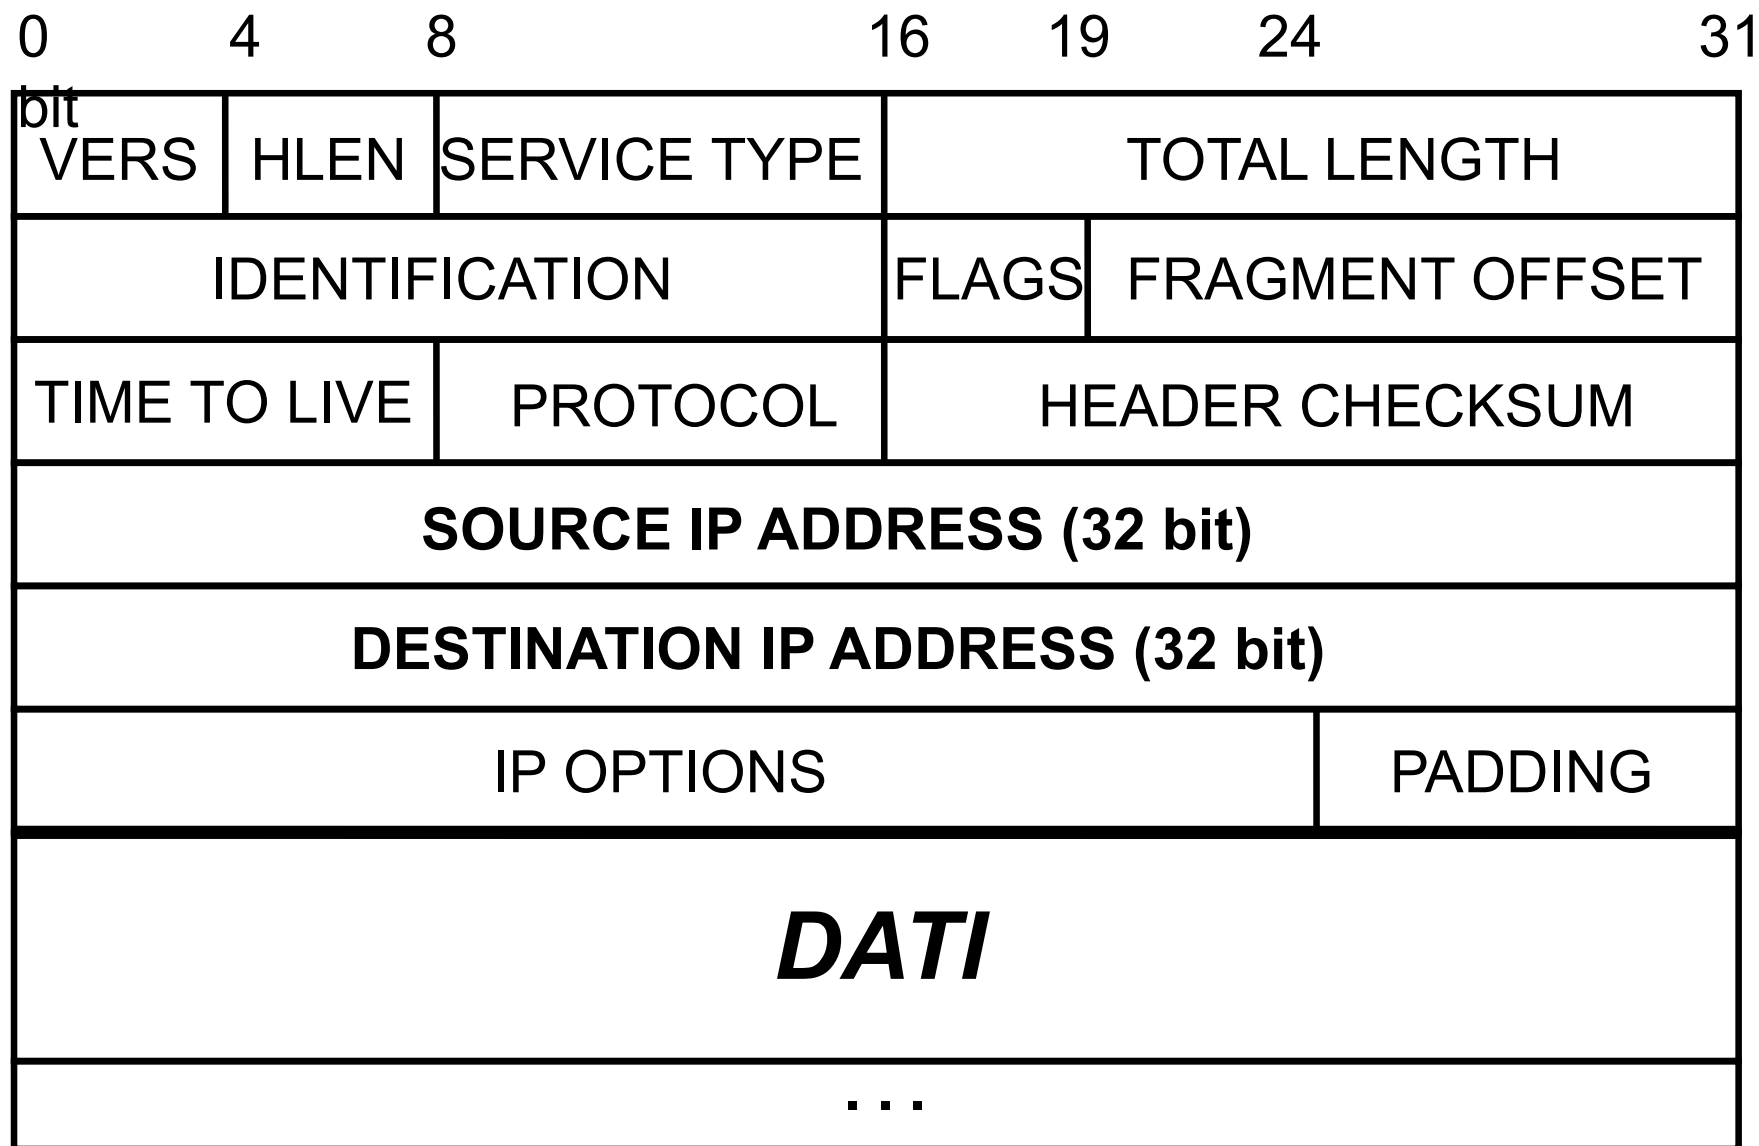 0 4 8 16 19 24 31
bit
VERS HLEN SERVICE TYPE TOTAL LENGTH
IDENTIFICATION FLAGS FRAGMENT OFFSET
TIME TO LIVE PROTOCOL HEADER CHECKSUM
SOURCE IP ADDRESS (32 bit)
DESTINATION IP ADDRESS (32 bit)
IP OPTIONS PADDING
DATI
. . .